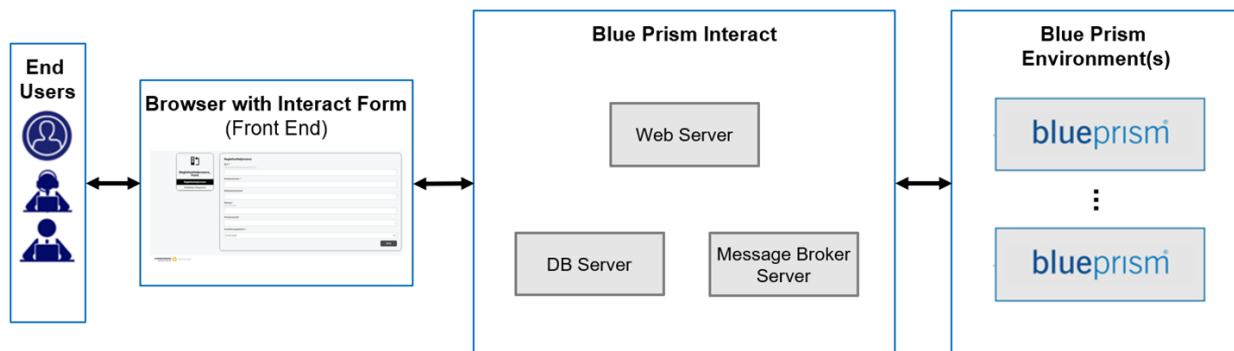 End
Users
Browser with Interact Form
(Front End)
Blue Prism Interact
Web Server
DB Server
Message Broker
Server
Blue Prism
Environment(s)
blueprism®
⋮
blueprism®